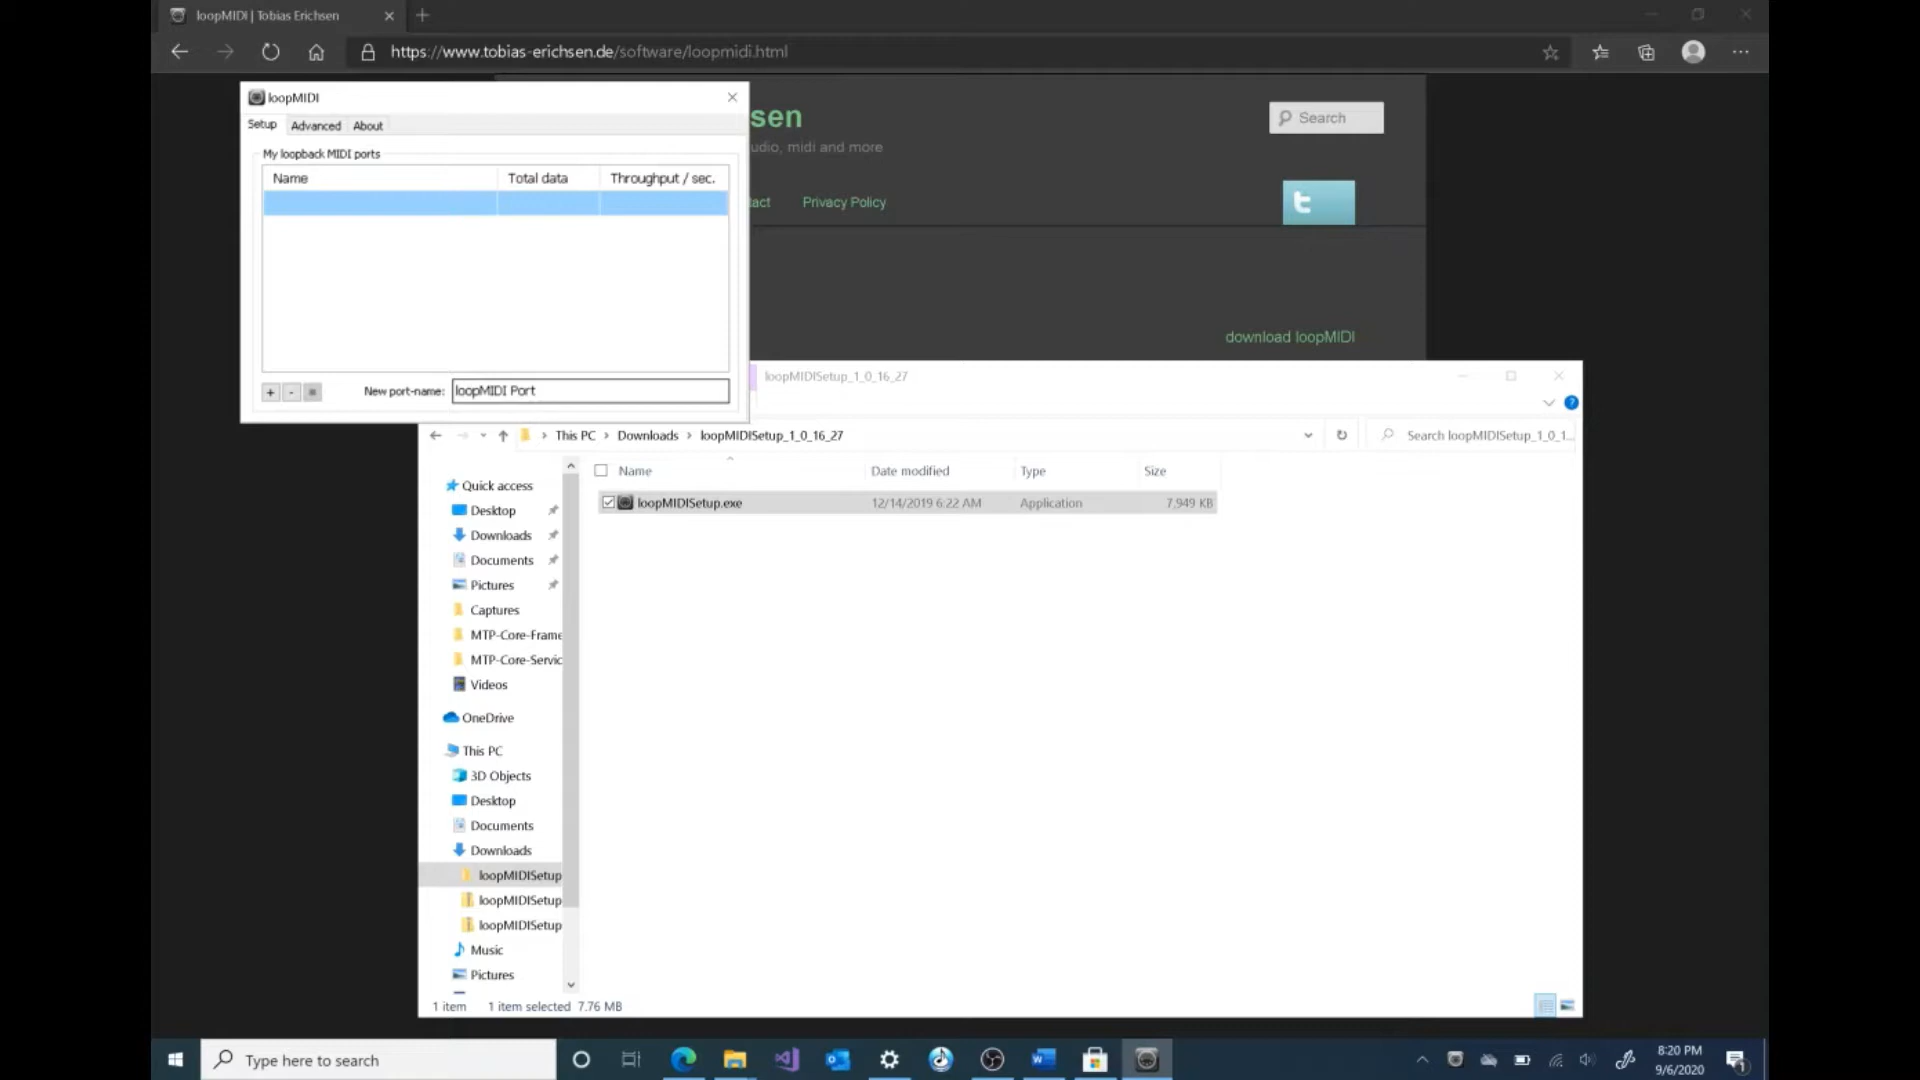 loopMIDI | Tobias Erichsen
https://www.tobias-erichsen.de/software/loopmidi.html
loopMIDI
Setup Advanced About
My loopback MIDI ports
Name Total data Throughput / sec.
+ - New port-name: loopMIDI Port
sen
udio, midi and more
Search
tact Privacy Policy
download loopMIDI
loopMIDISetup_1_0_16_27
This PC > Downloads > loopMIDISetup_1_0_16_27
Search loopMIDISetup_1_0_1...
Name Date modified Type Size
loopMIDISetup.exe 12/14/2019 6:22 AM Application 7,949 KB
Quick access
Desktop
Downloads
Documents
Pictures
Captures
MTP-Core-Frame
MTP-Core-Servic
Videos
OneDrive
This PC
3D Objects
Desktop
Documents
Downloads
loopMIDISetup
loopMIDISetup
loopMIDISetup
Music
Pictures
1 item 1 item selected 7.76 MB
Type here to search
8:20 PM
9/6/2020
1